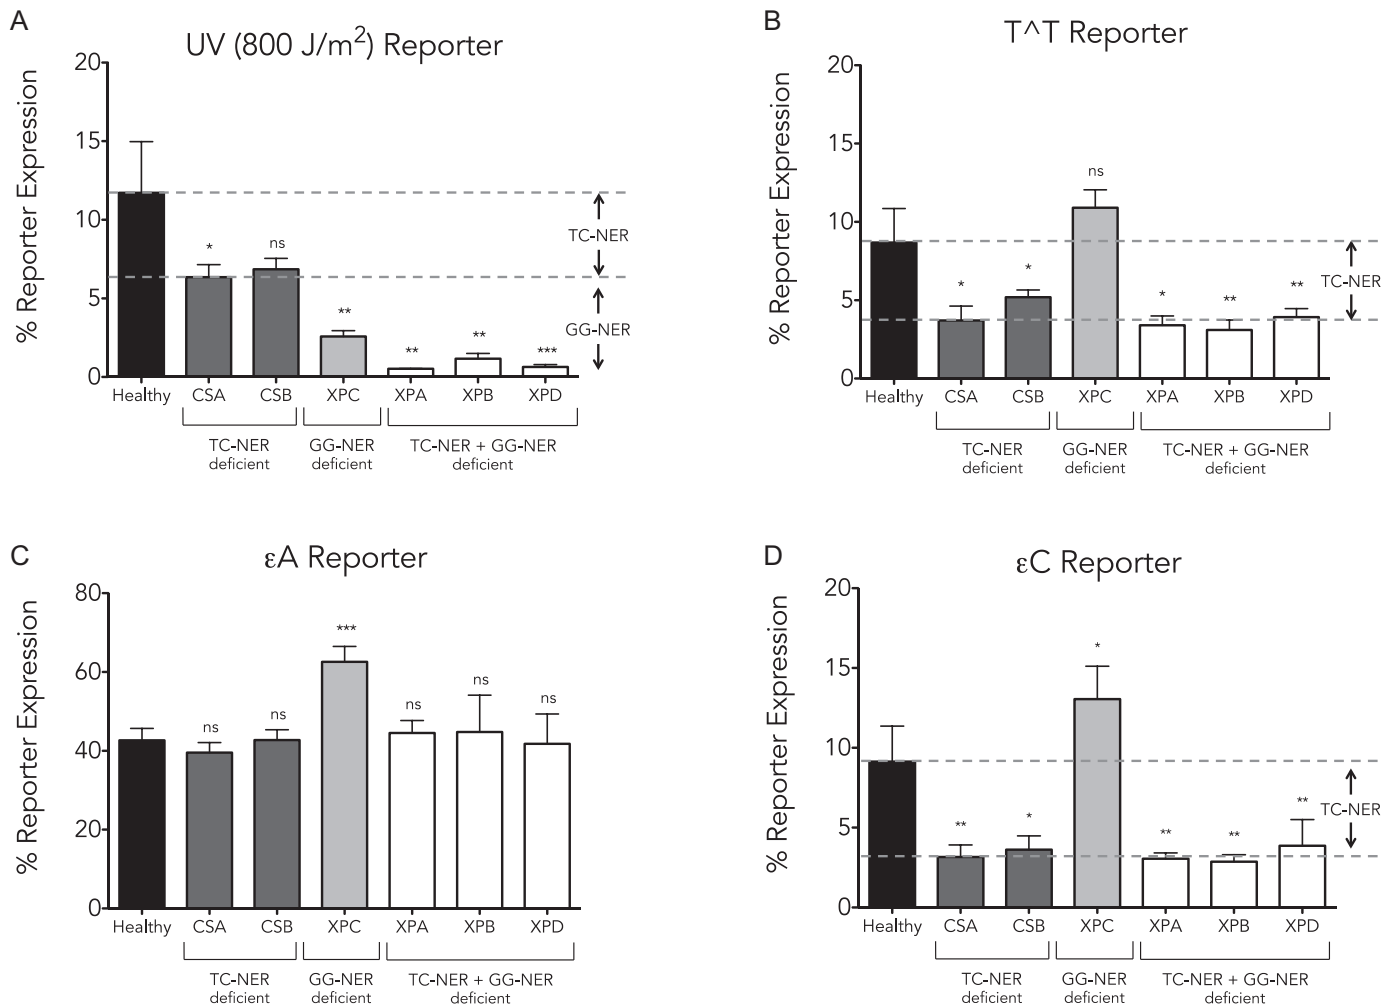 A
UV (800 J/m²) Reporter
% Reporter Expression
20
15
10
5
0
*
ns
**
**
**
***
TC-NER
GG-NER
Healthy CSA CSB XPC XPA XPB XPD
TC-NER deficient
GG-NER deficient
TC-NER + GG-NER deficient
B
T^T Reporter
% Reporter Expression
20
15
10
5
0
*
*
ns
*
**
**
TC-NER
Healthy CSA CSB XPC XPA XPB XPD
TC-NER deficient
GG-NER deficient
TC-NER + GG-NER deficient
C
εA Reporter
% Reporter Expression
80
60
40
20
0
ns
ns
***
ns
ns
ns
Healthy CSA CSB XPC XPA XPB XPD
TC-NER deficient
GG-NER deficient
TC-NER + GG-NER deficient
D
εC Reporter
% Reporter Expression
20
15
10
5
0
**
*
*
**
**
**
TC-NER
Healthy CSA CSB XPC XPA XPB XPD
TC-NER deficient
GG-NER deficient
TC-NER + GG-NER deficient